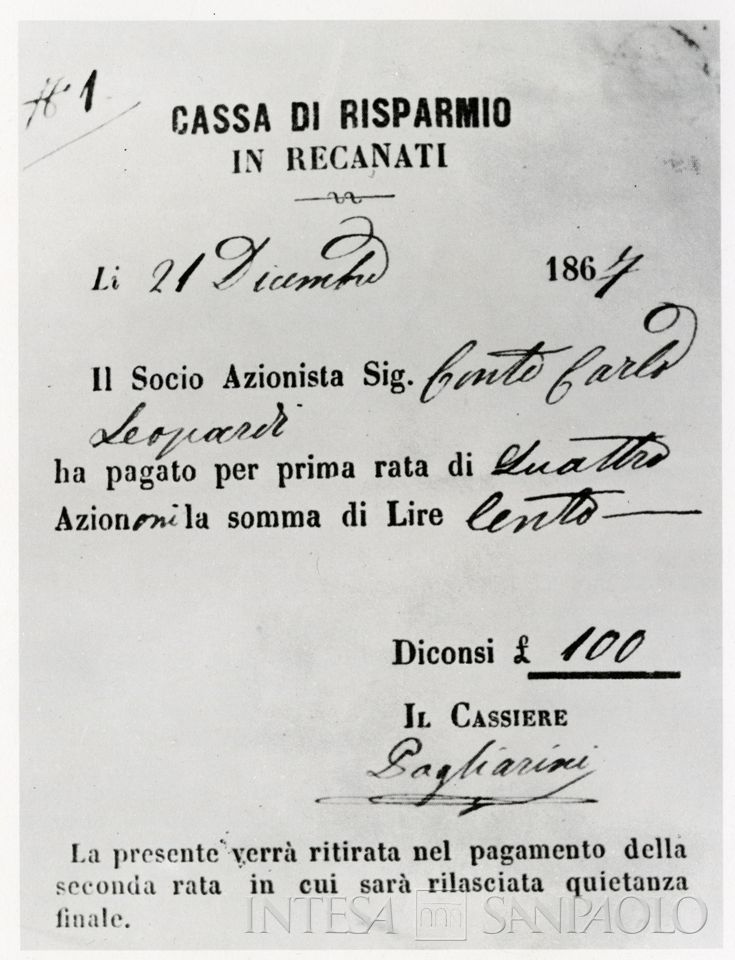 N.° 1
CASSA DI RISPARMIO
IN RECANATI
Li 21 Dicembre 1867
Il Socio Azionista Sig. Conte Carlo
Leopardi
ha pagato per prima rata di Quattro
Aziononi la somma di Lire Cento
Diconsi £ 100
IL CASSIERE
Pagliarini
La presente verrà ritirata nel pagamento della
seconda rata in cui sarà rilasciata quietanza
finale.
INTESA SANPAOLO